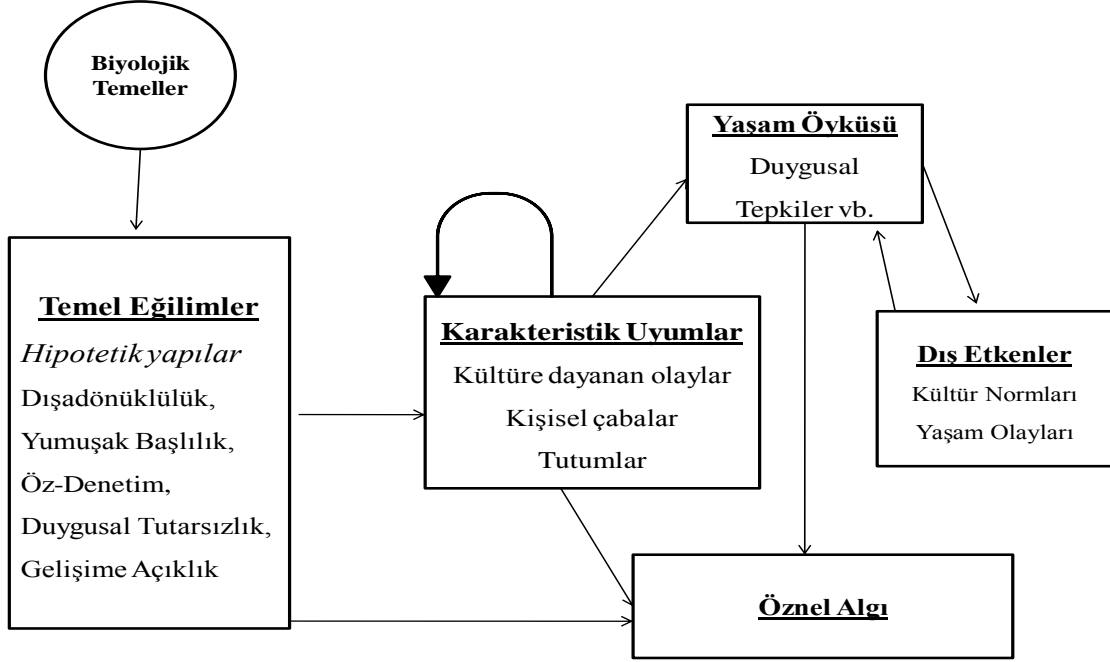 Biyolojik
Temeller
Temel Eğilimler
Hipotetik yapılar
Dışadönüklülük,
Yumuşak Başlılık,
Öz-Denetim,
Duygusal Tutarsızlık,
Gelişime Açıklık
Karakteristik Uyumlar
Kültüre dayanan olaylar
Kişisel çabalar
Tutumlar
Yaşam Öyküsü
Duygusal
Tepkiler vb.
Dış Etkenler
Kültür Normları
Yaşam Olayları
Öznel Algı